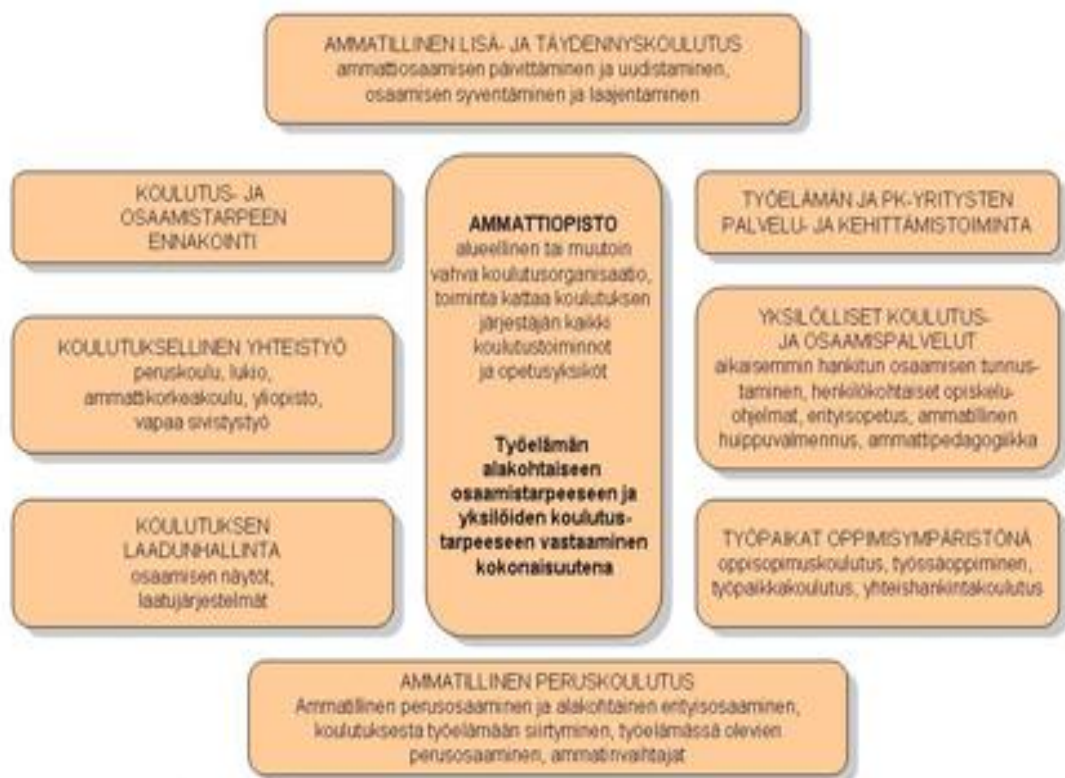 AMMATILLINEN LISÄ- JA TÄYDENNYSKOULUTUS
ammattiosaamisen päivittäminen ja uudistaminen,
osaamisen syventäminen ja laajentaminen
KOULUTUS- JA
OSAAMISTARPEEN
ENNAKOINTI
KOULUTUKSELLINEN YHTEISTYÖ
peruskoulu, lukio,
ammattikorkeakoulu, yliopisto,
vapaa sivistystyö
KOULUTUKSEN
LAADUNHALLINTA
osaamisen näytöt,
laatujärjestelmät
AMMATTIOPISTO
alueellinen tai muutoin
vahva koulutusorganisaatio,
toiminta kattaa koulutuksen
järjestäjän kaikki
koulutustoiminnot
ja opetusyksiköt
Työelämän
alakohtaiseen
osaamistarpeeseen ja
yksilöiden koulutus-
tarpeeseen vastaaminen
kokonaisuutena
TYÖELÄMÄN JA PK-YRITYSTEN
PALVELU- JA KEHITTÄMISTOIMINTA
YKSILÖLLISET KOULUTUS-
JA OSAAMISPALVELUT
aikaisemmin hankitun osaamisen tunnus-
taminen, henkilökohtaiset opiskelu-
ohjelmat, erityisopetus, ammatillinen
huippuvalmennus, ammattipedagogiikka
TYÖPAIKAT OPPIMISYMPÄRISTÖNÄ
oppisopimuskoulutus, työssäoppiminen,
työpaikkakoulutus, yhteishankintakoulutus
AMMATILLINEN PERUSKOULUTUS
Ammatillinen perusosaaminen ja alakohtainen erityisosaaminen,
koulutuksesta työelämään siirtyminen, työelämässä olevien
perusosaaminen, ammatinvaihtajat